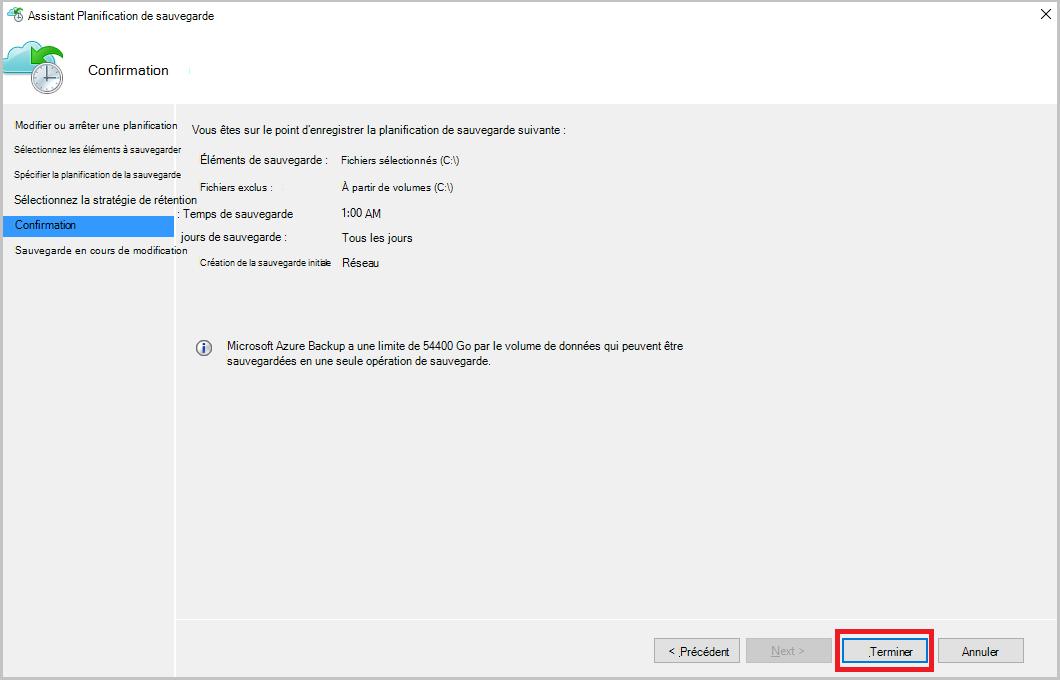 Assistant Planification de sauvegarde
Confirmation
Modifier ou arrêter une planification
Sélectionnez les éléments à sauvegarder
Spécifier la planification de la sauvegarde
Sélectionnez la stratégie de rétention
Confirmation
Sauvegarde en cours de modification
Vous êtes sur le point d'enregistrer la planification de sauvegarde suivante :
Éléments de sauvegarde : Fichiers sélectionnés (C:\)
Fichiers exclus : À partir de volumes (C:\)
: Temps de sauvegarde 1:00 AM
jours de sauvegarde : Tous les jours
Création de la sauvegarde initiale Réseau
Microsoft Azure Backup a une limite de 54400 Go par le volume de données qui peuvent être
sauvegardées en une seule opération de sauvegarde.
< .Précédent Next > .Terminer Annuler